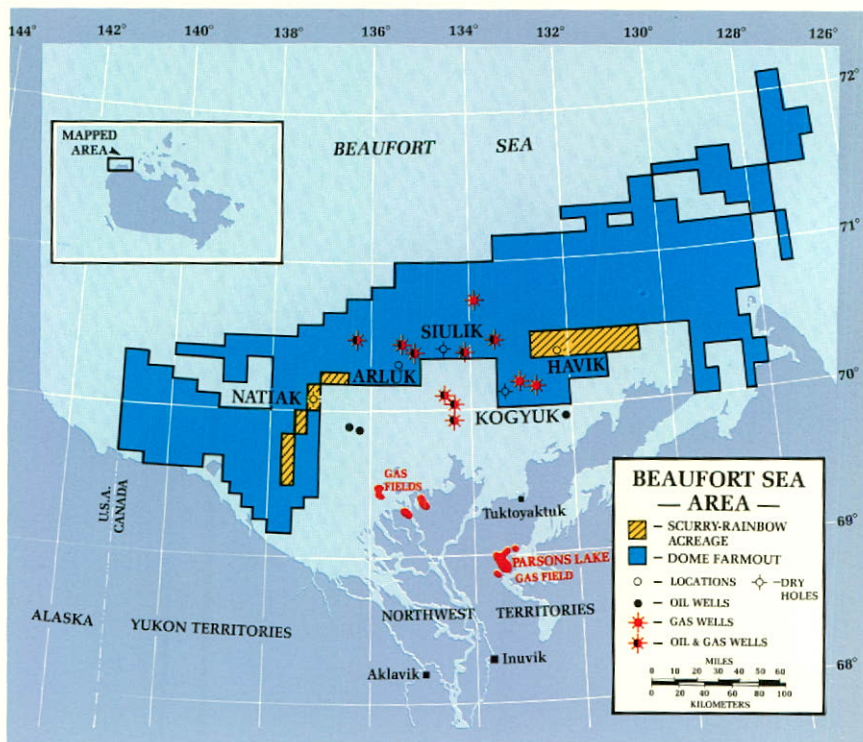 144°
142°
140°
138°
136°
134°
132°
130°
128°
126°
72°
MAPPED
AREA
BEAUFORT SEA
71°
SIULIK
HAVIK
70°
ARLUK
NATIAK
KOGYUK
BEAUFORT SEA
— AREA —
— SCURRY-RAINBOW
ACREAGE
— DOME FARMOUT
— LOCATIONS
— DRY
HOLES
— OIL WELLS
— GAS WELLS
— OIL & GAS WELLS
MILES
0 10 20 30 40 50 60
0 20 40 60 80 100
KILOMETERS
GAS
FIELDS
Tuktoyaktuk
U.S.A.
CANADA
69°
PARSONS LAKE
GAS FIELD
ALASKA
YUKON TERRITORIES
NORTHWEST TERRITORIES
Aklavik
Inuvik
68°